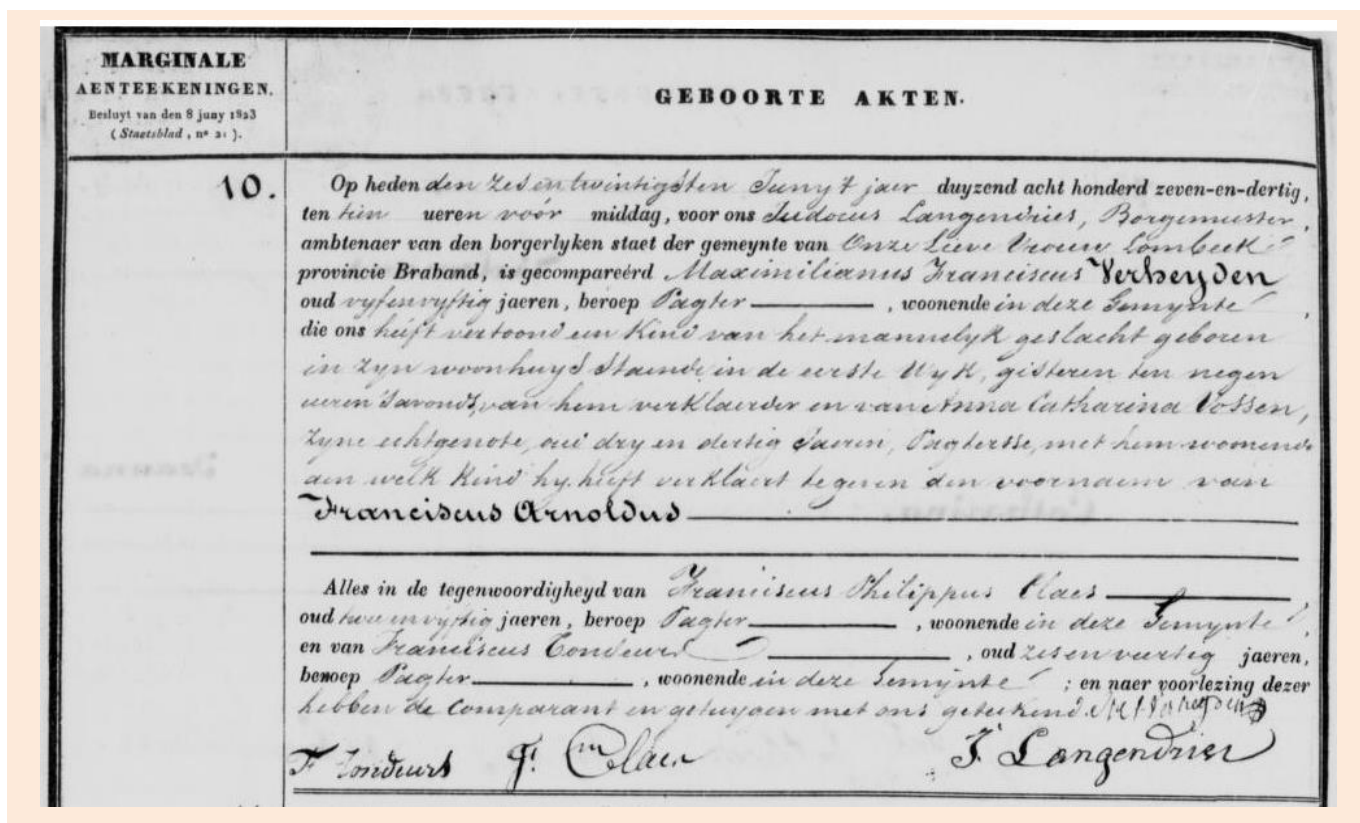 MARGINALE
AENTEEKENINGEN.
Besluyt van den 8 juny 1823
(Staetsblad, nº 21).
GEBOORTE AKTEN.
10.
Op heden den zesentwintigsten Juny 't jaer duyzend acht honderd zeven-en-dertig,
ten tien ueren vóór middag, voor ons Judocus Langendries, Borgemeester,
ambtenaer van den borgerlyken staet der gemeynte van Onze Lieve Vrouw Lombeek
provincie Braband, is gecompareérd Maximilianus Franciscus Verheyden
oud vyfenvyftig jaeren, beroep Pagter, woonende in deze Gemynte,
die ons heeft vertoond een Kind van het mannelyk geslacht geboren
in zyn woonhuys staende in de eerste Wyk, gisteren ten negen
ueren savonds, van hem verklaerder en van Anna Catharina Vossen,
zyne echtgenote, oud dry en dertig Jaeren, Pagtersse, met hem woonende
aen welk Kind hy heeft verklaert te geven den voornaem van
Franciscus Arnoldus
Alles in de tegenwoordigheyd van Franciscus Philippus Claes
oud tweenvyftig jaeren, beroep Pagter, woonende in deze Gemynte,
en van Franciscus Tondeurs, oud zesenveertig jaeren,
beroep Pagter, woonende in deze Gemynte; en naer voorlezing dezer
hebben de Comparant en getuygen met ons geteekend.
F Tondeurs F. Claes J. Langendries